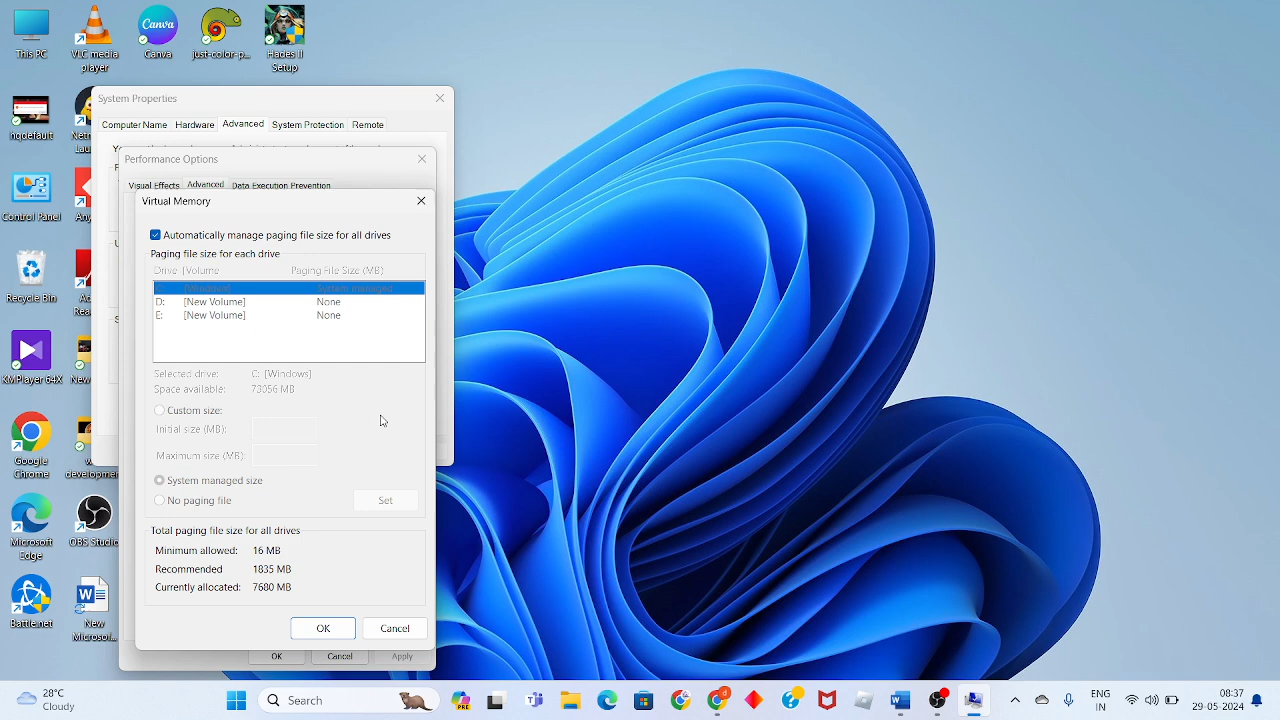 This PC
VLC media
player
Canva
just-color-p...
Hades II
Setup
hqdefault
Control Panel
Recycle Bin
KMPlayer 64X
Google
Chrome
Microsoft
Edge
OBS Studio
Battle.net
New
Microsof...
System Properties
Computer Name
Hardware
Advanced
System Protection
Remote
Performance Options
Visual Effects
Advanced
Data Execution Prevention
Virtual Memory
Automatically manage paging file size for all drives
Paging file size for each drive
Drive [Volume
Paging File Size (MB)
C: [Windows] System managed
D: [New Volume] None
E: [New Volume] None
Selected drive: C: [Windows]
Space available: 73056 MB
Custom size:
Initial size (MB):
Maximum size (MB):
System managed size
No paging file
Set
Total paging file size for all drives
Minimum allowed: 16 MB
Recommended 1835 MB
Currently allocated: 7680 MB
OK
Cancel
OK
Cancel
Apply
28°C
Cloudy
Search
ENG
IN
08:37
29-05-2024